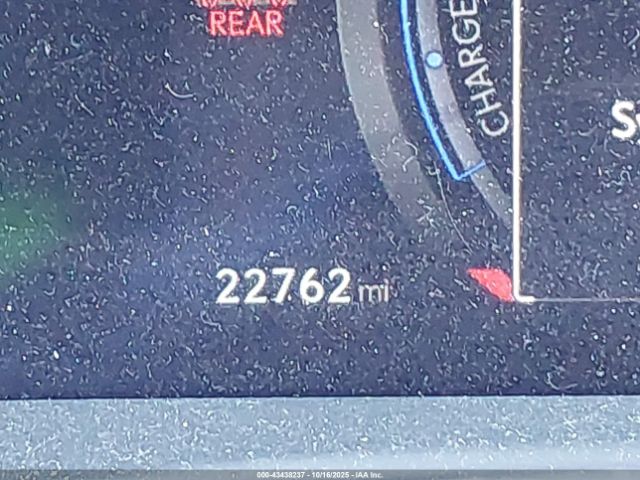 REAR
CHARGE
22762 mi
000-43438237 - 10/16/2025 - IAA Inc.